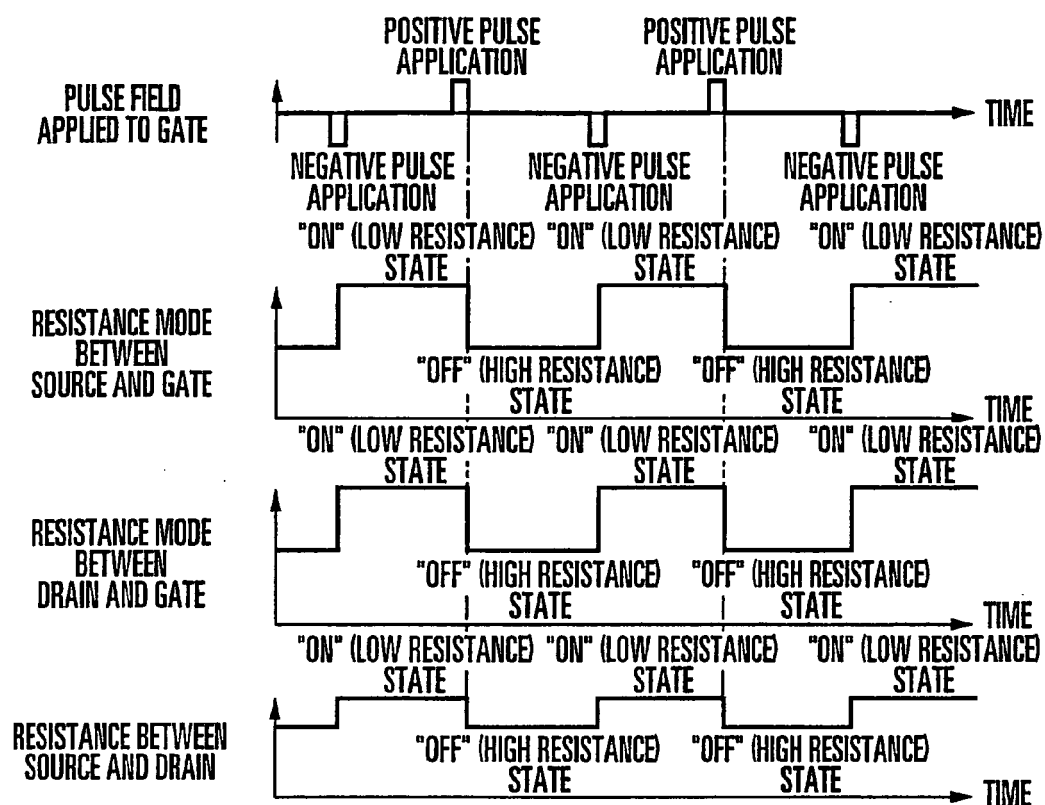 POSITIVE PULSE
APPLICATION
POSITIVE PULSE
APPLICATION
PULSE FIELD
APPLIED TO GATE
TIME
NEGATIVE PULSE
APPLICATION
NEGATIVE PULSE
APPLICATION
NEGATIVE PULSE
APPLICATION
"ON" (LOW RESISTANCE)
STATE
"ON" (LOW RESISTANCE)
STATE
"ON" (LOW RESISTANCE)
STATE
RESISTANCE MODE
BETWEEN
SOURCE AND GATE
"OFF" (HIGH RESISTANCE)
STATE
"OFF" (HIGH RESISTANCE)
STATE
TIME
"ON" (LOW RESISTANCE)
STATE
"ON" (LOW RESISTANCE)
STATE
"ON" (LOW RESISTANCE)
STATE
RESISTANCE MODE
BETWEEN
DRAIN AND GATE
"OFF" (HIGH RESISTANCE)
STATE
"OFF" (HIGH RESISTANCE)
STATE
TIME
"ON" (LOW RESISTANCE)
STATE
"ON" (LOW RESISTANCE)
STATE
"ON" (LOW RESISTANCE)
STATE
RESISTANCE BETWEEN
SOURCE AND DRAIN
"OFF" (HIGH RESISTANCE)
STATE
"OFF" (HIGH RESISTANCE)
STATE
TIME